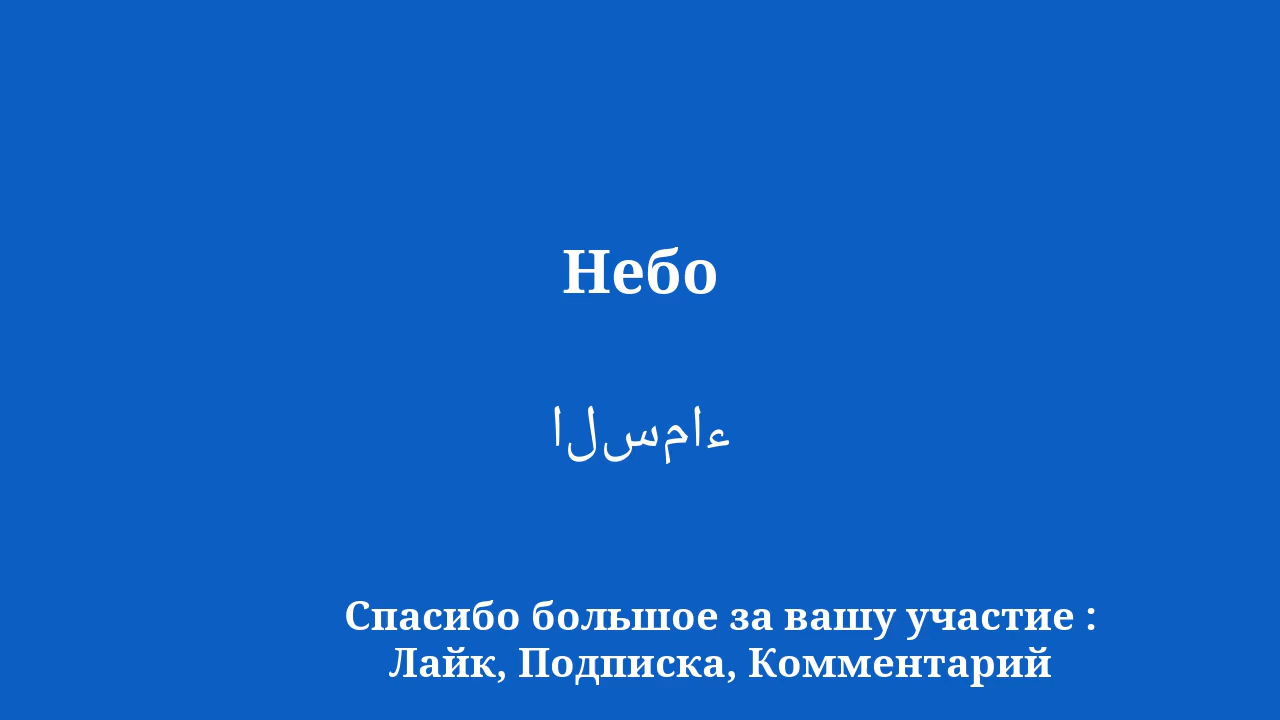 Небо
السماء
Спасибо большое за вашу участие :
Лайк, Подписка, Комментарий